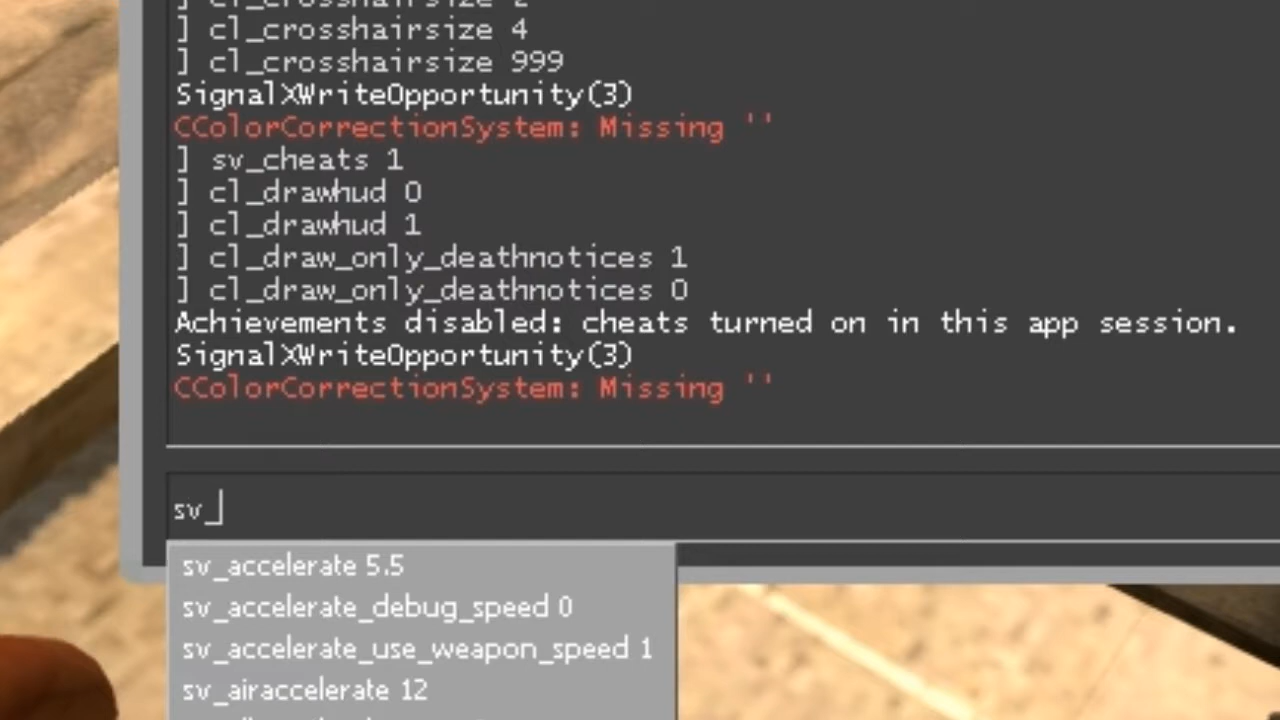 ] cl_crosshairsize 2
] cl_crosshairsize 4
] cl_crosshairsize 999
SignalXWriteOpportunity(3)
CColorCorrectionSystem: Missing ''
] sv_cheats 1
] cl_drawhud 0
] cl_drawhud 1
] cl_draw_only_deathnotices 1
] cl_draw_only_deathnotices 0
Achievements disabled: cheats turned on in this app session.
SignalXWriteOpportunity(3)
CColorCorrectionSystem: Missing ''
sv_
sv_accelerate 5.5
sv_accelerate_debug_speed 0
sv_accelerate_use_weapon_speed 1
sv_airaccelerate 12